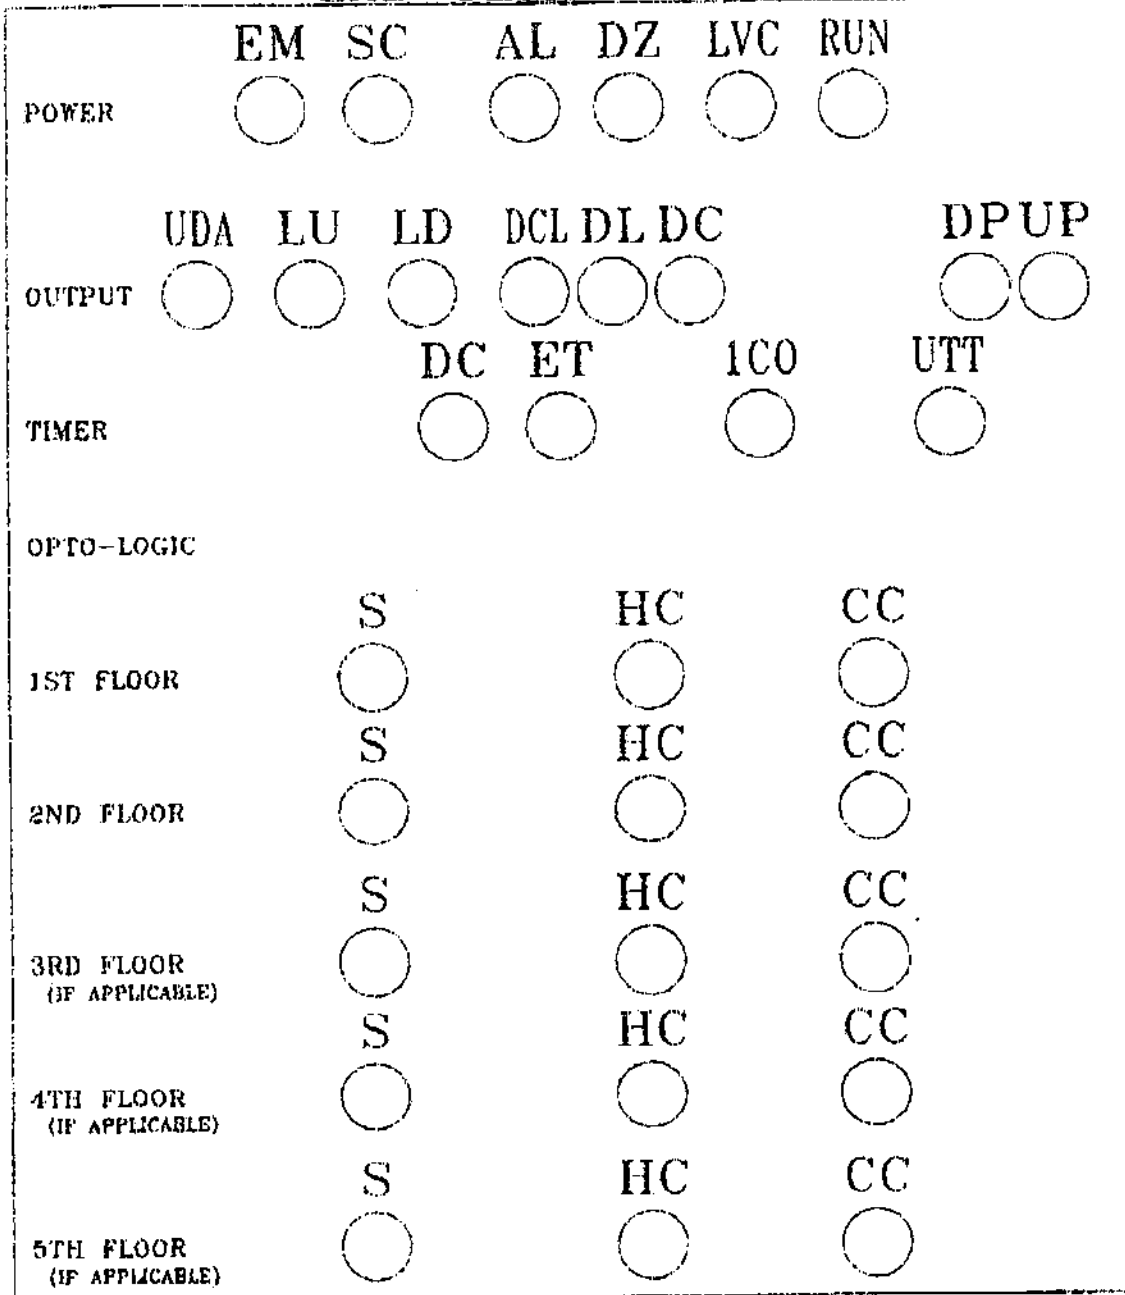 EM SC AL DZ LVC RUN
POWER
UDA LU LD DCL DL DC DP UP
OUTPUT
DC ET 1CO UTT
TIMER
OPTO-LOGIC
S HC CC
1ST FLOOR
S HC CC
2ND FLOOR
S HC CC
3RD FLOOR
(IF APPLICABLE)
S HC CC
4TH FLOOR
(IF APPLICABLE)
S HC CC
5TH FLOOR
(IF APPLICABLE)